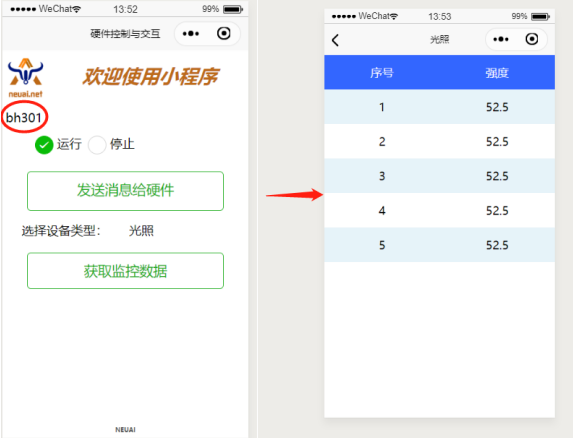 WeChat 13:52 99%
硬件控制与交互
neuai.net
欢迎使用小程序
bh301
运行 停止
发送消息给硬件
选择设备类型： 光照
获取监控数据
NEUAI
WeChat 13:53 99%
光照
序号 强度
1 52.5
2 52.5
3 52.5
4 52.5
5 52.5